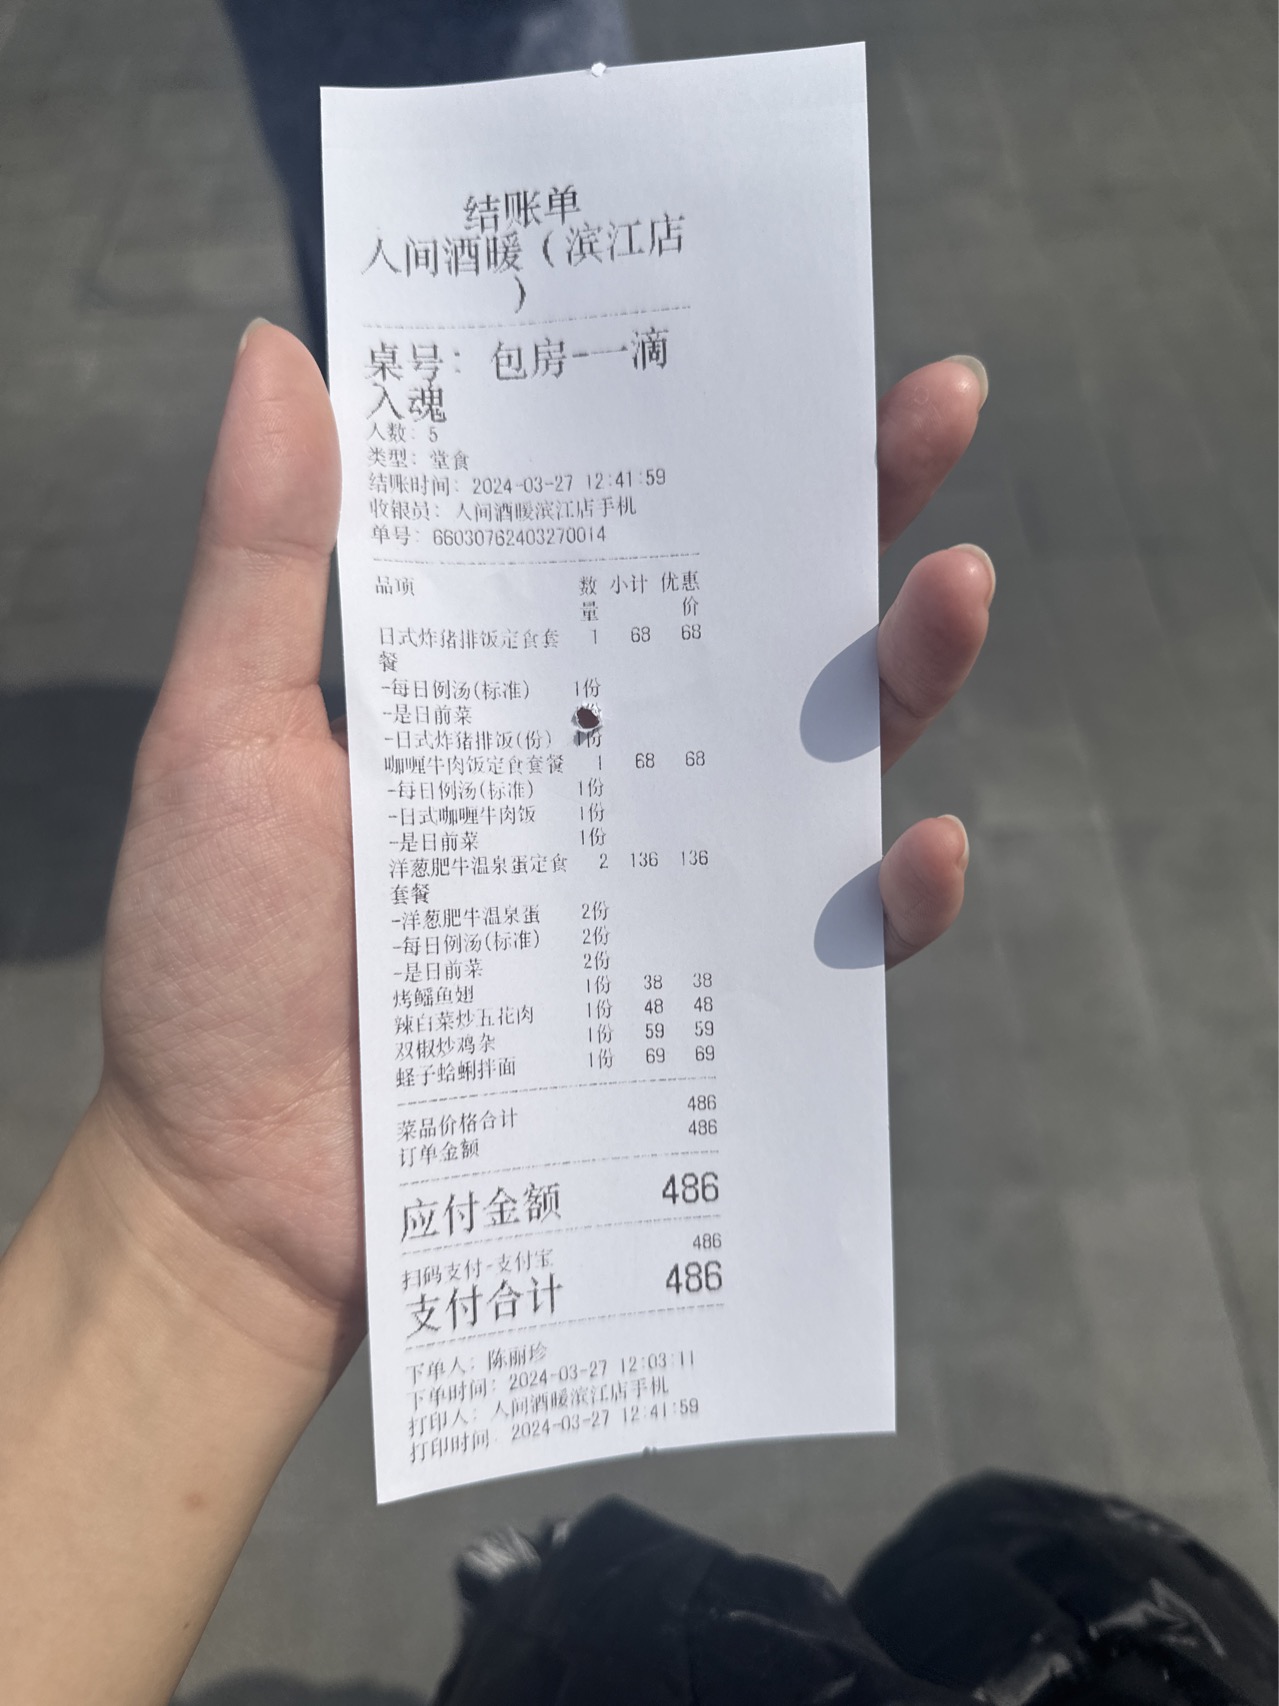 结账单
人间酒暖（滨江店
）
桌号：包房-一滴
入魂
人数：5
类型：堂食
结账时间：2024-03-27 12:41:59
收银员：人间酒暖滨江店手机
单号：66030762403270014
品项 数量 小计 优惠价
日式炸猪排饭定食套餐 1 68 68
-每日例汤(标准) 1份
-是日前菜 份
-日式炸猪排饭(份) 1份
咖喱牛肉饭定食套餐 1 68 68
-每日例汤(标准) 1份
-日式咖喱牛肉饭 1份
-是日前菜 1份
洋葱肥牛温泉蛋定食套餐 2 136 136
-洋葱肥牛温泉蛋 2份
-每日例汤(标准) 2份
-是日前菜 2份
烤鳐鱼翅 1份 38 38
辣白菜炒五花肉 1份 48 48
双椒炒鸡杂 1份 59 59
蛏子蛤蜊拌面 1份 69 69
菜品价格合计 486
订单金额 486
应付金额 486
扫码支付-支付宝 486
支付合计 486
下单人：陈丽珍
下单时间：2024-03-27 12:03:11
打印人：人间酒暖滨江店手机
打印时间：2024-03-27 12:41:59